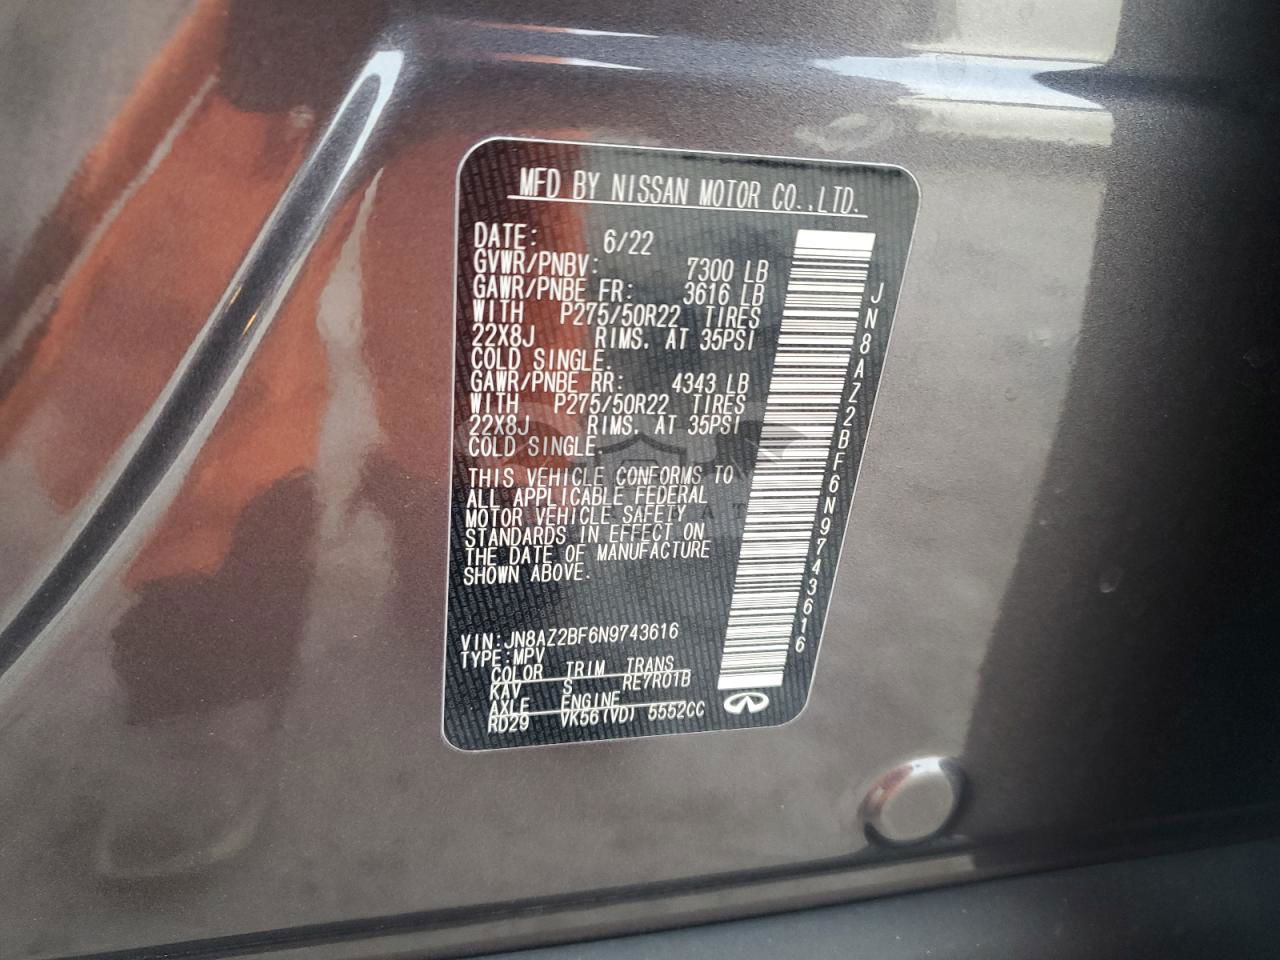 MFD BY NISSAN MOTOR CO.,LTD.
DATE: 6/22
GVWR/PNBV: 7300 LB
GAWR/PNBE FR: 3616 LB
WITH P275/50R22 TIRES
22X8J RIMS. AT 35PSI
COLD SINGLE.
GAWR/PNBE RR: 4343 LB
WITH P275/50R22 TIRES
22X8J RIMS. AT 35PSI
COLD SINGLE.
THIS VEHICLE CONFORMS TO
ALL APPLICABLE FEDERAL
MOTOR VEHICLE SAFETY
STANDARDS IN EFFECT ON
THE DATE OF MANUFACTURE
SHOWN ABOVE.
VIN:JN8AZ2BF6N9743616
TYPE:MPV
COLOR TRIM TRANS
KAV S RE7R01B
AXLE ENGINE
RD29 VK56(VD) 5552CC
JN8AZ2BF6N9743616